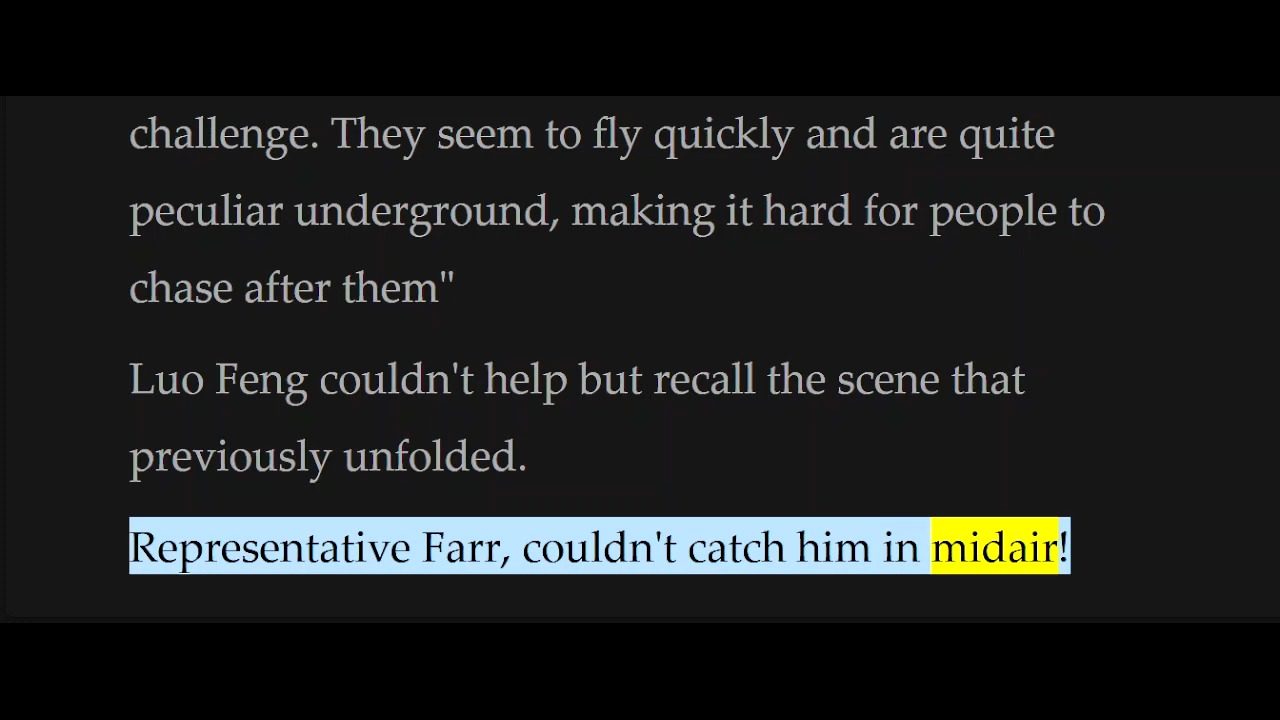 challenge. They seem to fly quickly and are quite
peculiar underground, making it hard for people to
chase after them"
Luo Feng couldn't help but recall the scene that
previously unfolded.
Representative Farr, couldn't catch him in midair!